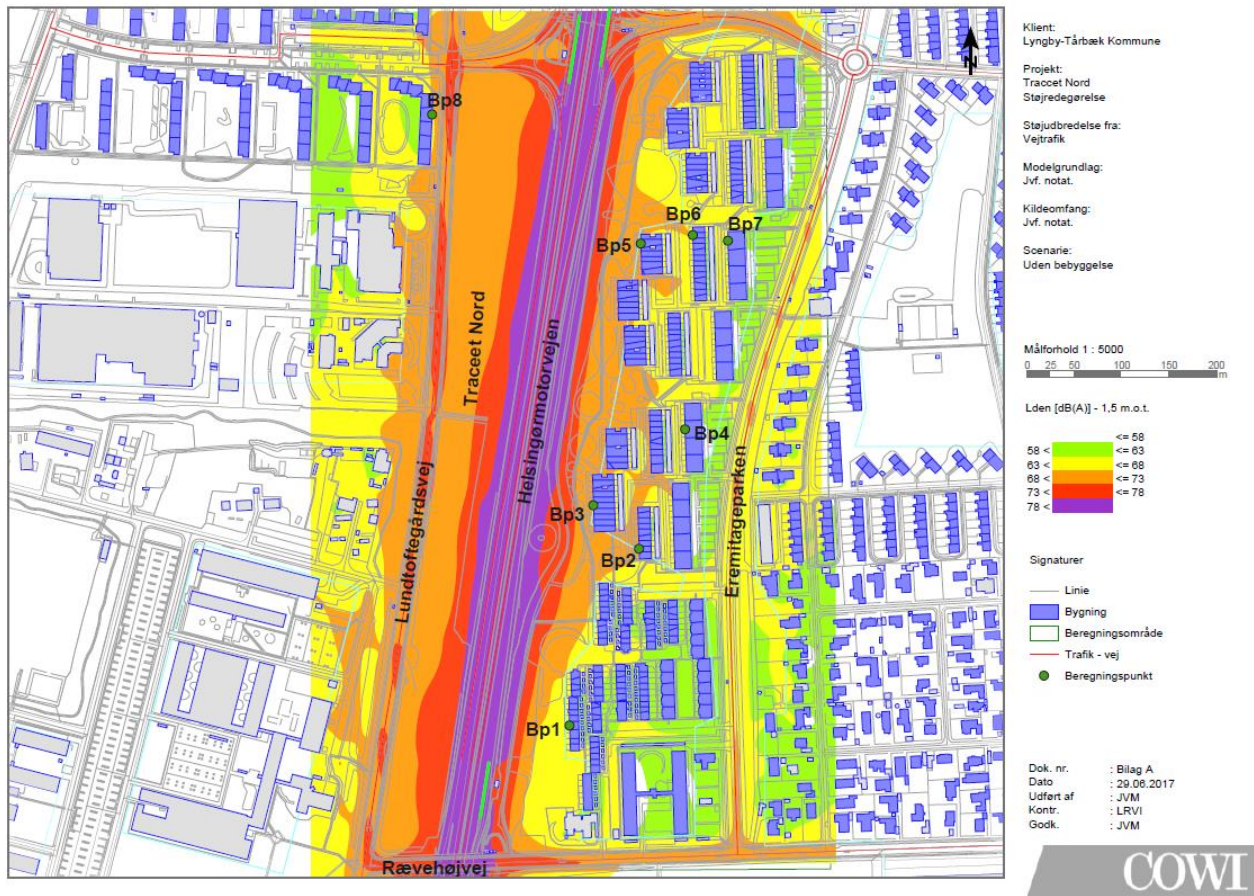 Bp8
Bp6
Bp7
Bp5
Traceet Nord
Helsingørmotorvejen
Bp4
Lundtoftegårdsvej
Bp3
Eremitageparken
Bp2
Bp1
Rævehøjvej
Klient:
Lyngby-Tårbæk Kommune
Projekt:
Traceet Nord
Støjredegørelse
Støjudbredelse fra:
Vejtrafik
Modelgrundlag:
Jvf. notat.
Kildeomfang:
Jvf. notat.
Scenarie:
Uden bebyggelse
N
Målforhold 1 : 5000
0 25 50 100 150 200
m
Lden [dB(A)] - 1,5 m.o.t.
<= 58
58 < <= 63
63 < <= 68
68 < <= 73
73 < <= 78
78 <
Signaturer
Linie
Bygning
Beregningsområde
Trafik - vej
Beregningspunkt
Dok. nr. : Bilag A
Dato : 29.06.2017
Udført af : JVM
Kontr. : LRVI
Godk. : JVM
COWI